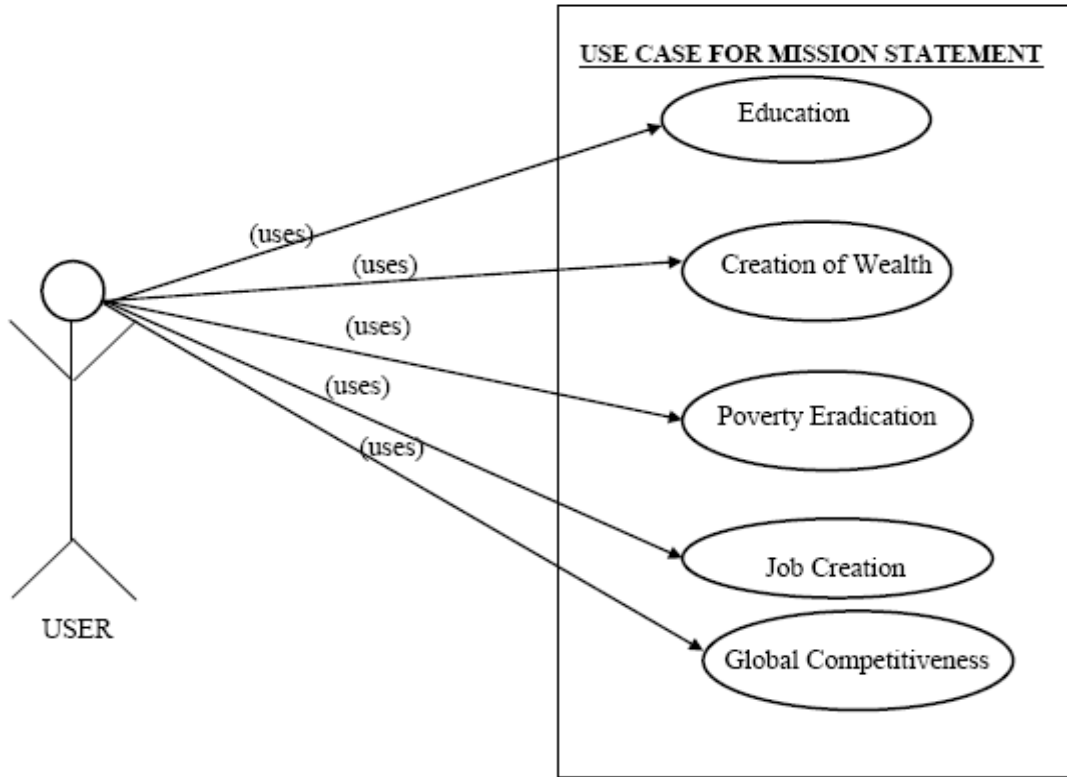 USE CASE FOR MISSION STATEMENT
Education
(uses)
(uses)
Creation of Wealth
(uses)
(uses)
Poverty Eradication
(uses)
Job Creation
USER
Global Competitiveness